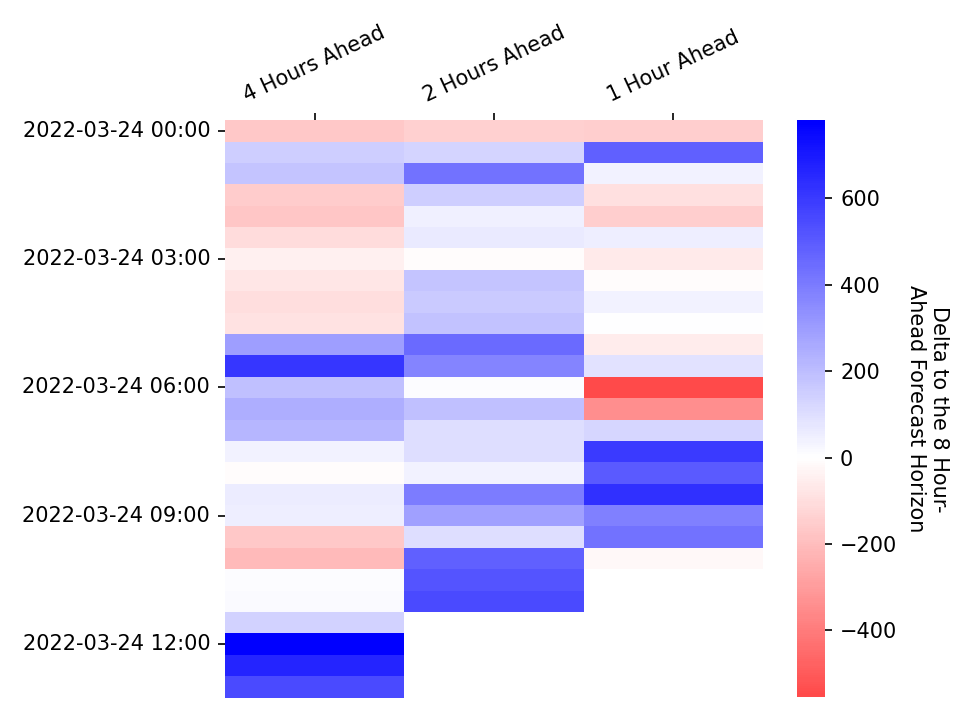 4 Hours Ahead
2 Hours Ahead
1 Hour Ahead
2022-03-24 00:00
2022-03-24 03:00
2022-03-24 06:00
2022-03-24 09:00
2022-03-24 12:00
600
400
200
0
−200
−400
Delta to the 8 Hour-
Ahead Forecast Horizon